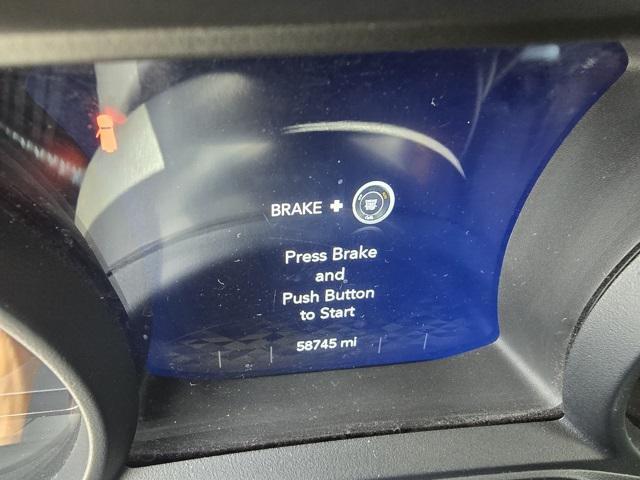 BRAKE +
Press Brake
and
Push Button
to Start
58745 mi